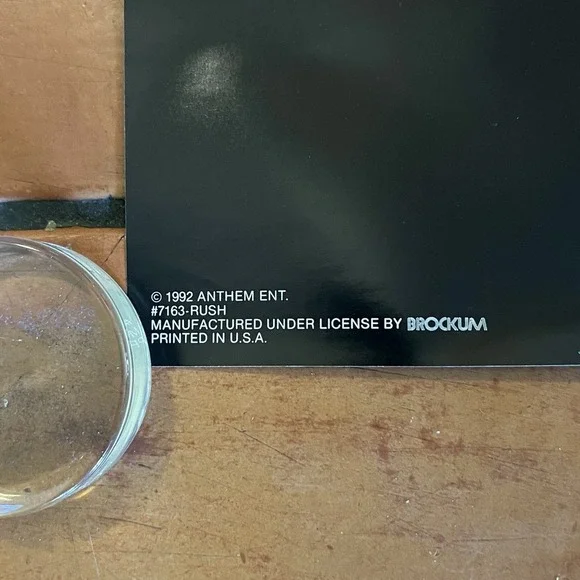 © 1992 ANTHEM ENT.
#7163-RUSH
MANUFACTURED UNDER LICENSE BY BROCKUM
PRINTED IN U.S.A.